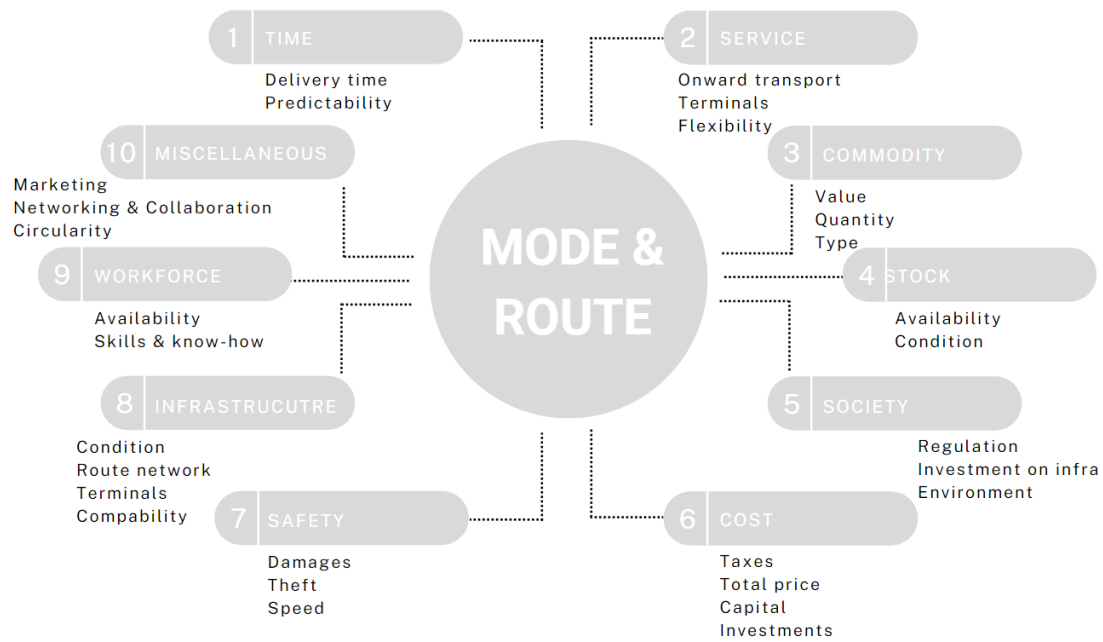 1 TIME
Delivery time
Predictability
2 SERVICE
Onward transport
Terminals
Flexibility
3 COMMODITY
Value
Quantity
Type
4 STOCK
Availability
Condition
5 SOCIETY
Regulation
Investment on infra
Environment
6 COST
Taxes
Total price
Capital
Investments
7 SAFETY
Damages
Theft
Speed
8 INFRASTRUCUTRE
Condition
Route network
Terminals
Compability
9 WORKFORCE
Availability
Skills & know-how
10 MISCELLANEOUS
Marketing
Networking & Collaboration
Circularity
MODE &
ROUTE